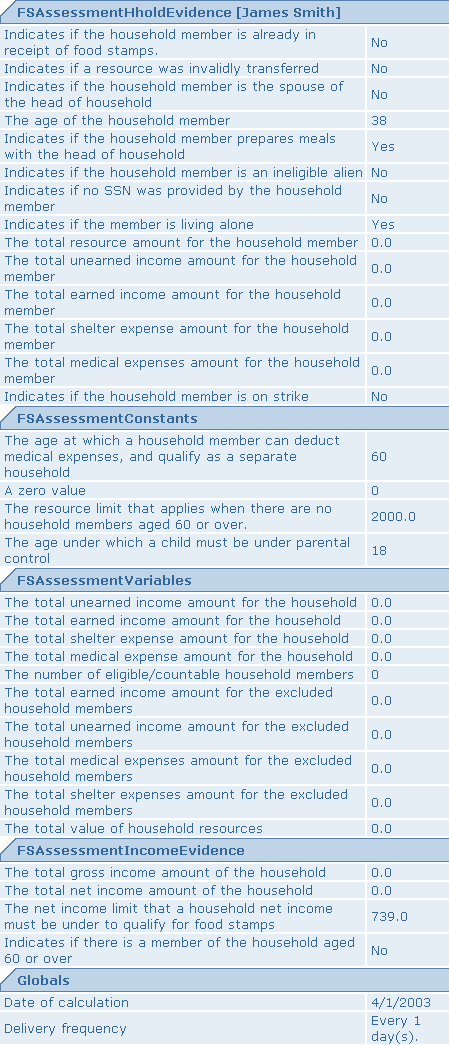 FSAssessmentHholdEvidence [James Smith]
Indicates if the household member is already in
receipt of food stamps.
No
Indicates if a resource was invalidly transferred
No
Indicates if the household member is the spouse of
the head of household
No
The age of the household member
38
Indicates if the household member prepares meals
with the head of household
Yes
Indicates if the household member is an ineligible alien
No
Indicates if no SSN was provided by the household
member
No
Indicates if the member is living alone
Yes
The total resource amount for the household member
0.0
The total unearned income amount for the household
member
0.0
The total earned income amount for the household
member
0.0
The total shelter expense amount for the household
member
0.0
The total medical expenses amount for the household
member
0.0
Indicates if the household member is on strike
No
FSAssessmentConstants
The age at which a household member can deduct
medical expenses, and qualify as a separate
household
60
A zero value
0
The resource limit that applies when there are no
household members aged 60 or over.
2000.0
The age under which a child must be under parental
control
18
FSAssessmentVariables
The total unearned income amount for the household
0.0
The total earned income amount for the household
0.0
The total shelter expense amount for the household
0.0
The total medical expense amount for the household
0.0
The number of eligible/countable household members
0
The total earned income amount for the excluded
household members
0.0
The total unearned income amount for the excluded
household members
0.0
The total medical expenses amount for the excluded
household members
0.0
The total shelter expenses amount for the excluded
household members
0.0
The total value of household resources
0.0
FSAssessmentIncomeEvidence
The total gross income amount of the household
0.0
The total net income amount of the household
0.0
The net income limit that a household net income
must be under to qualify for food stamps
739.0
Indicates if there is a member of the household aged
60 or over
No
Globals
Date of calculation
4/1/2003
Delivery frequency
Every 1
day(s).